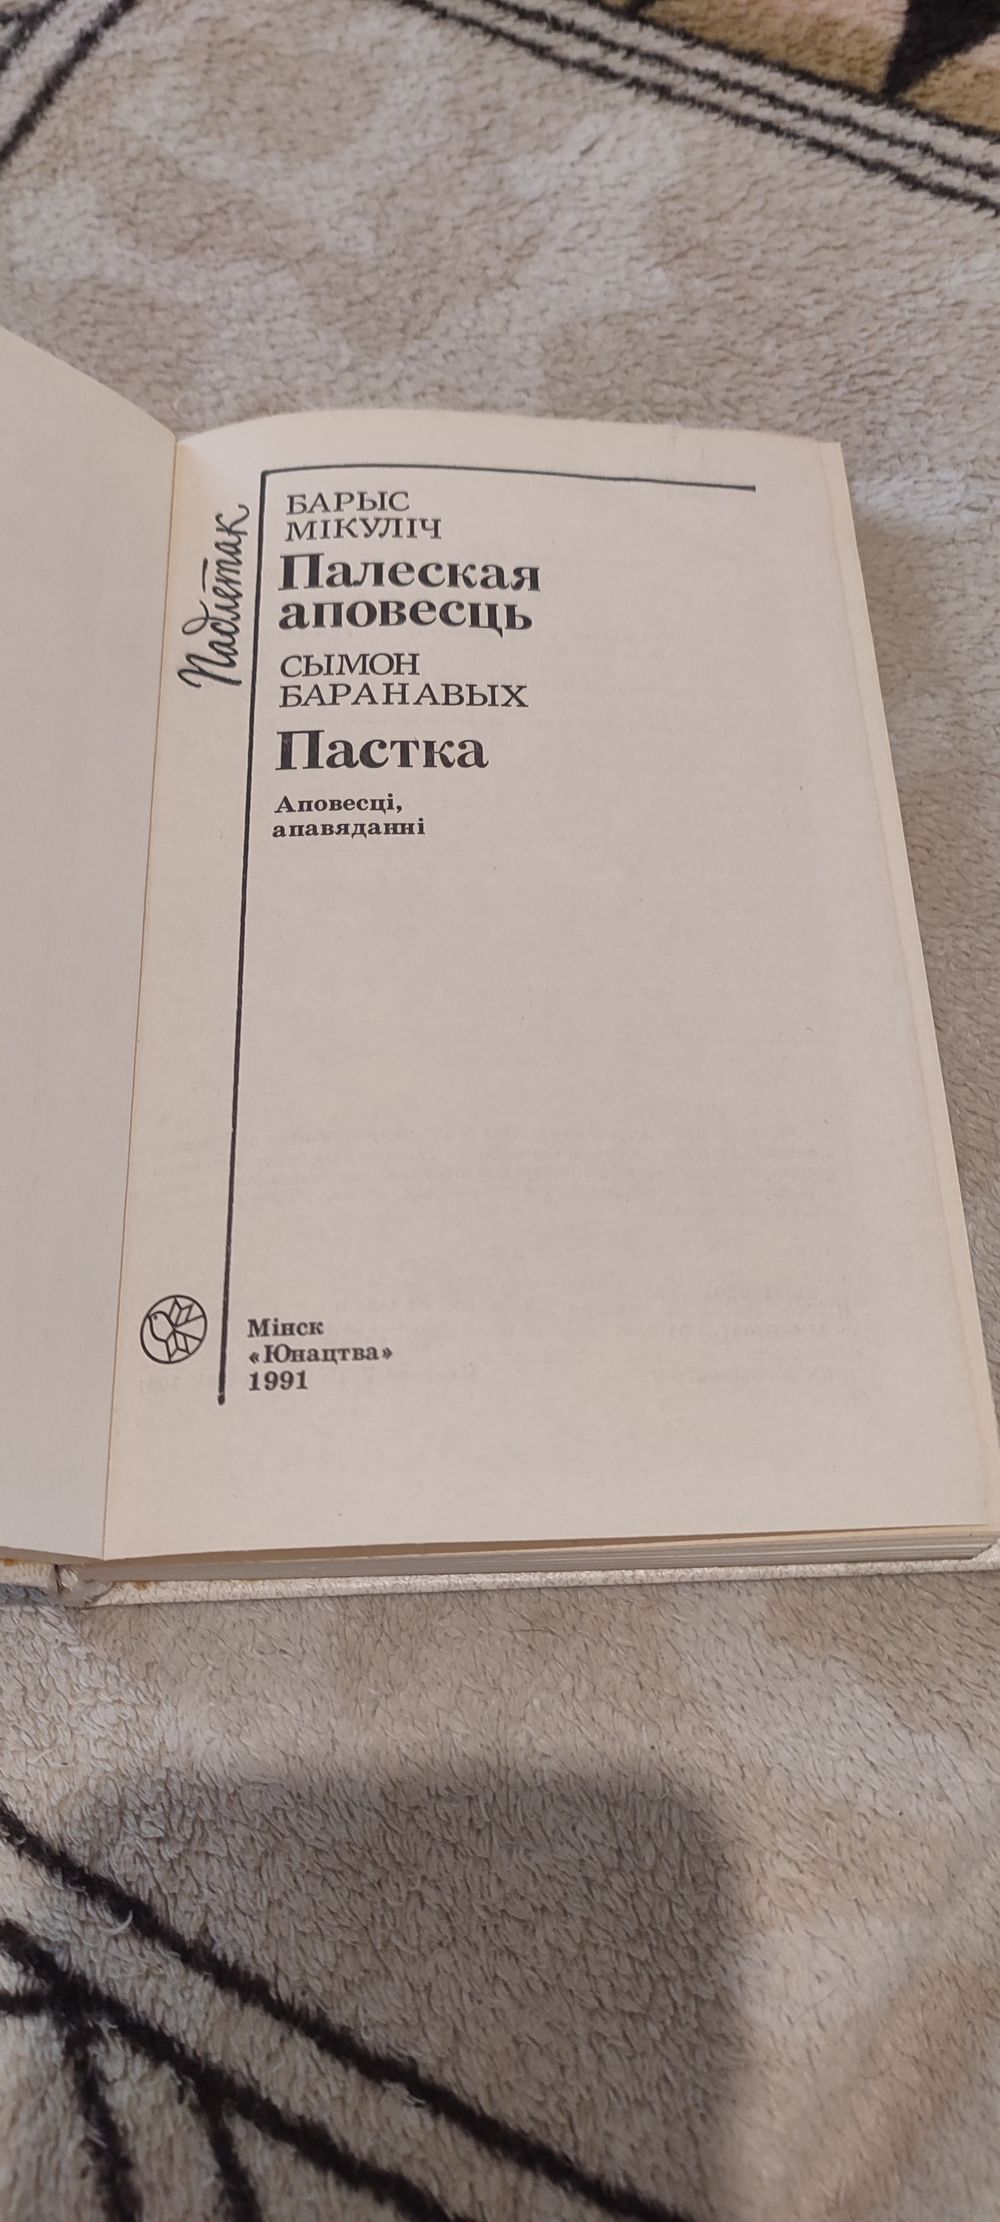 Падлетак
БАРЫС
МІКУЛІЧ
Палеская
аповесць
СЫМОН
БАРАНАВЫХ
Пастка
Аповесці,
апавяданні
Мінск
«Юнацтва»
1991